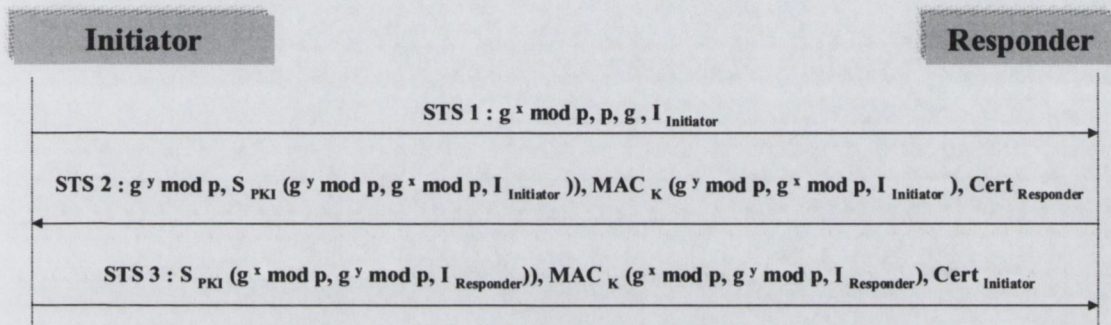 Initiator
Responder
STS 1 : g ˣ mod p, p, g , I Initiator
STS 2 : g ʸ mod p, S PKI (g ʸ mod p, g ˣ mod p, I Initiator )), MAC K (g ʸ mod p, g ˣ mod p, I Initiator ), Cert Responder
STS 3 : S PKI (g ˣ mod p, g ʸ mod p, I Responder)), MAC K (g ˣ mod p, g ʸ mod p, I Responder), Cert Initiator